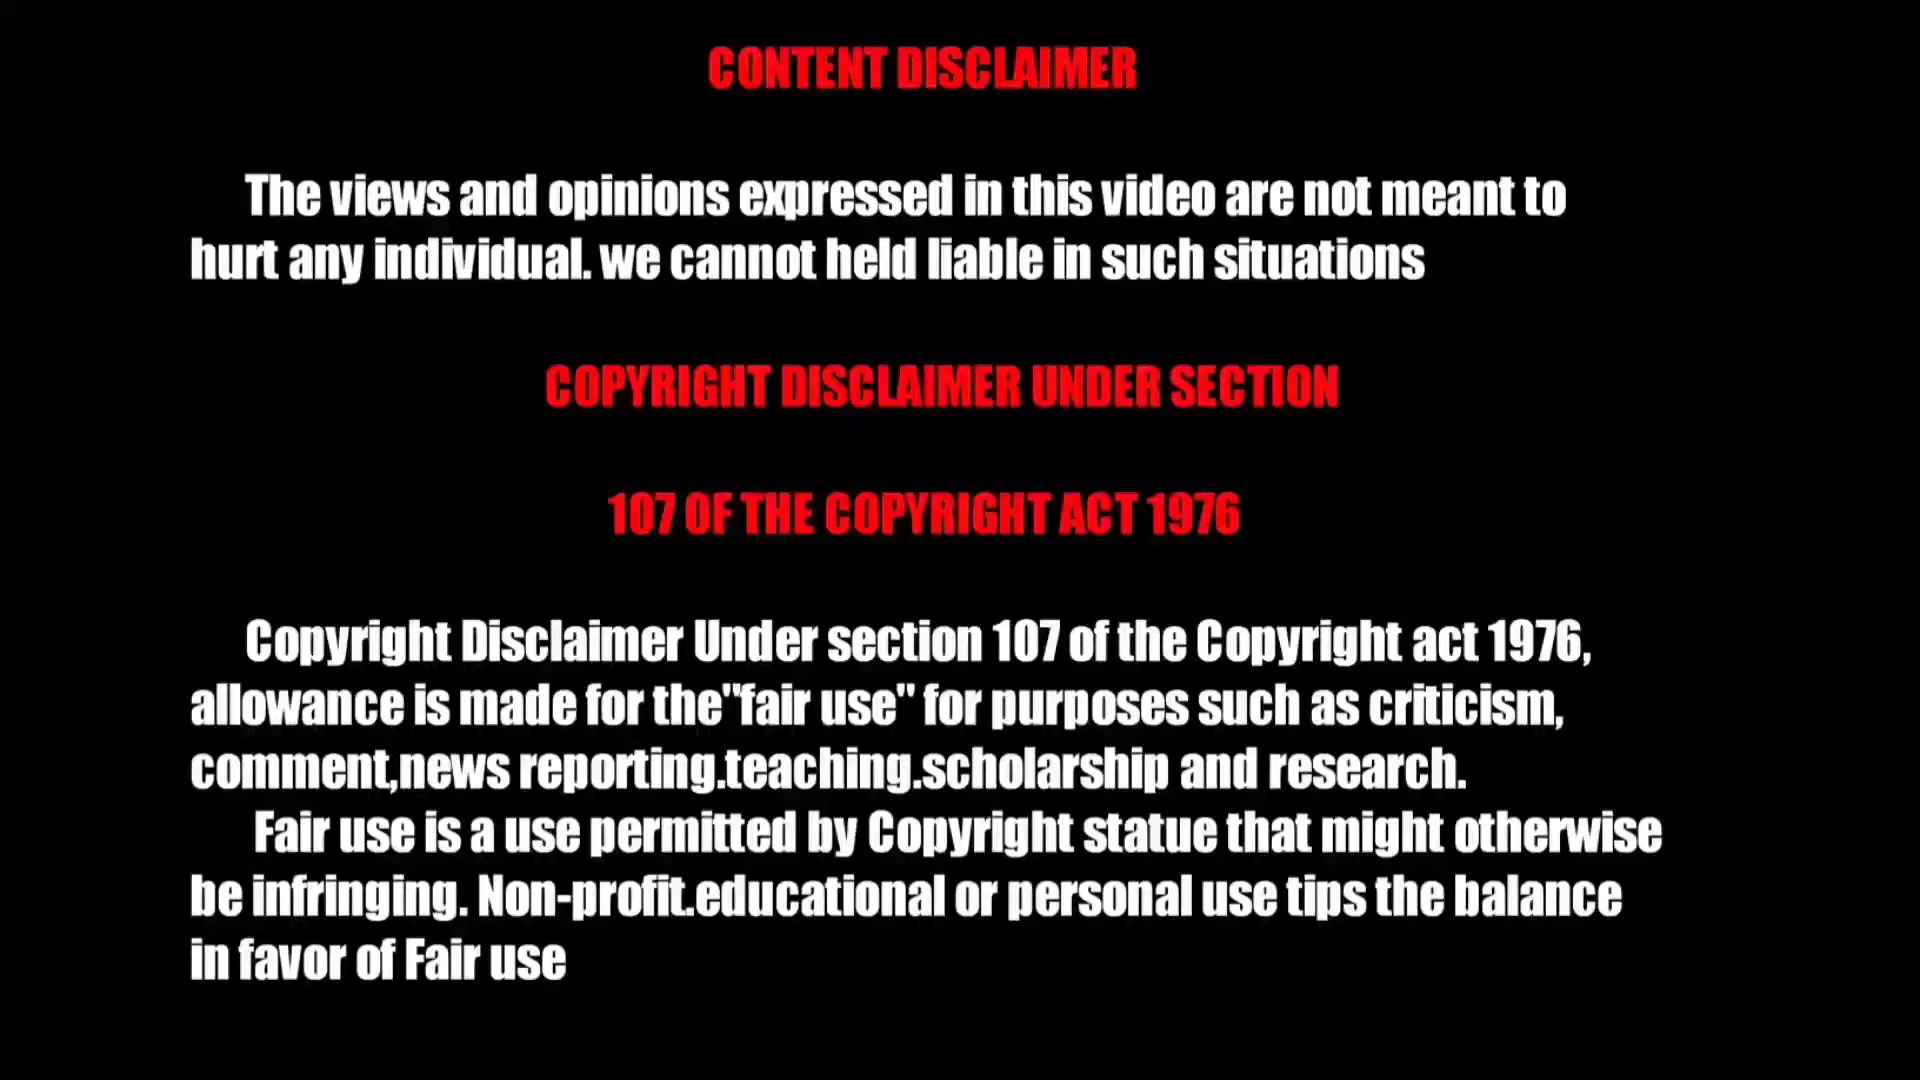 CONTENT DISCLAIMER
The views and opinions expressed in this video are not meant to
hurt any individual. we cannot held liable in such situations
COPYRIGHT DISCLAIMER UNDER SECTION
107 OF THE COPYRIGHT ACT 1976
Copyright Disclaimer Under section 107 of the Copyright act 1976,
allowance is made for the"fair use" for purposes such as criticism,
comment,news reporting.teaching.scholarship and research.
Fair use is a use permitted by Copyright statue that might otherwise
be infringing. Non-profit.educational or personal use tips the balance
in favor of Fair use